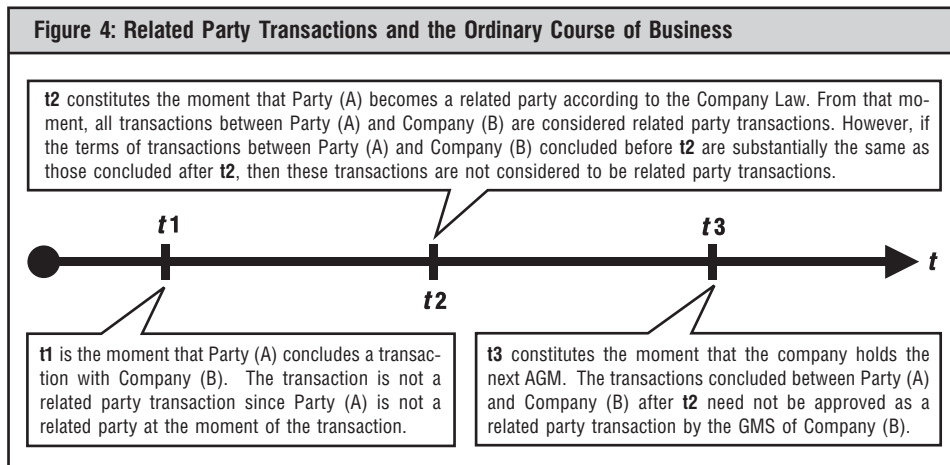 Figure 4: Related Party Transactions and the Ordinary Course of Business
t2 constitutes the moment that Party (A) becomes a related party according to the Company Law. From that mo-
ment, all transactions between Party (A) and Company (B) are considered related party transactions. However, if
the terms of transactions between Party (A) and Company (B) concluded before t2 are substantially the same as
those concluded after t2, then these transactions are not considered to be related party transactions.
t1
t3
t
t2
t1 is the moment that Party (A) concludes a transac-
tion with Company (B). The transaction is not a
related party transaction since Party (A) is not a
related party at the moment of the transaction.
t3 constitutes the moment that the company holds the
next AGM. The transactions concluded between Party (A)
and Company (B) after t2 need not be approved as a
related party transaction by the GMS of Company (B).